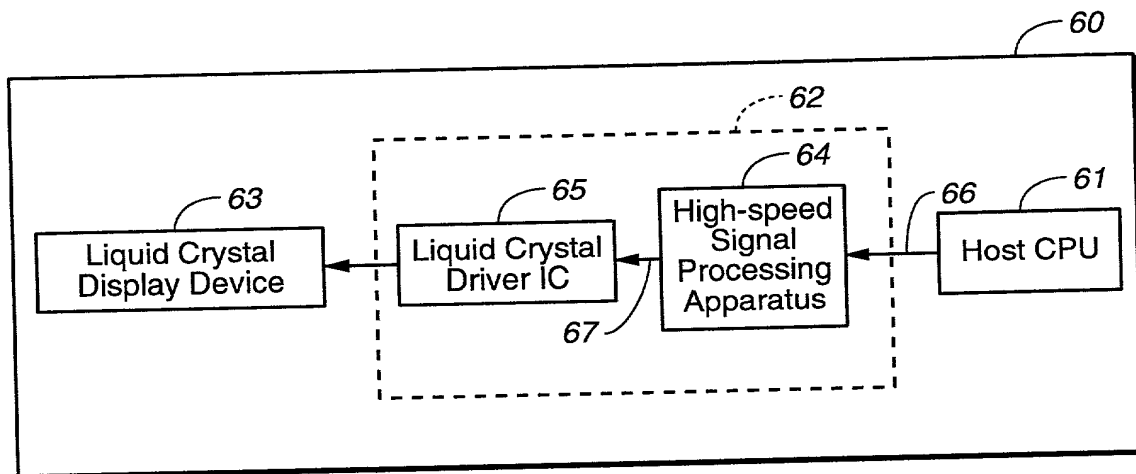 60
62
64
63
65
66
61
Liquid Crystal
Display Device
Liquid Crystal
Driver IC
High-speed
Signal
Processing
Apparatus
Host CPU
67